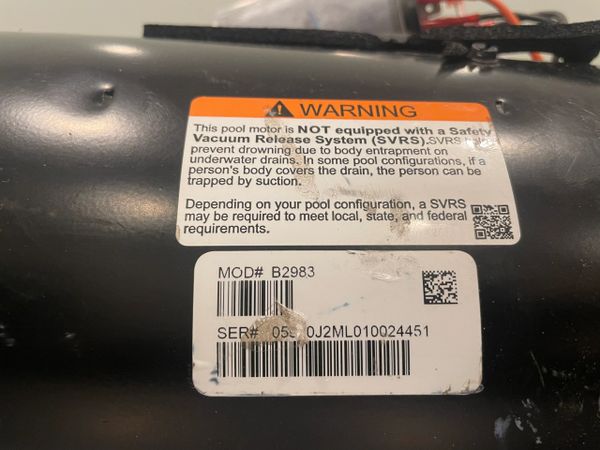 WARNING
This pool motor is NOT equipped with a Safety
Vacuum Release System (SVRS). SVRS help
prevent drowning due to body entrapment on
underwater drains. In some pool configurations, if a
person's body covers the drain, the person can be
trapped by suction.
Depending on your pool configuration, a SVRS
may be required to meet local, state, and federal
requirements.
MOD# B2983
SER# 0J2ML010024451